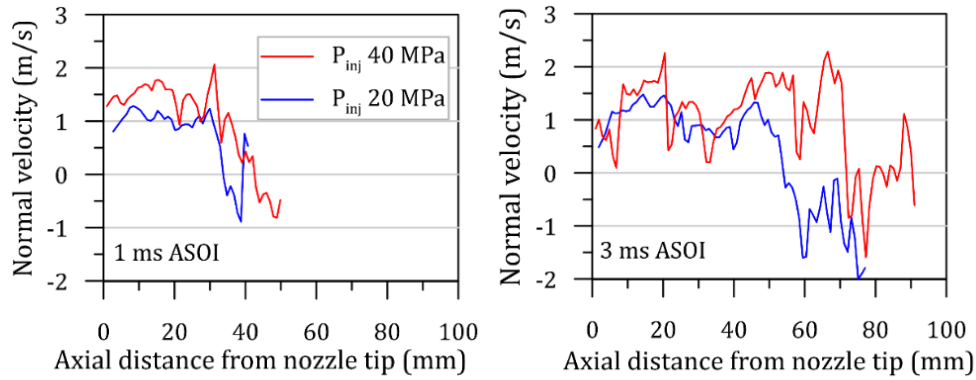 Normal velocity (m/s)
3
2
1
0
-1
-2
P inj 40 MPa
P inj 20 MPa
1 ms ASOI
0 20 40 60 80 100
Axial distance from nozzle tip (mm)
Normal velocity (m/s)
3
2
1
0
-1
-2
3 ms ASOI
0 20 40 60 80 100
Axial distance from nozzle tip (mm)